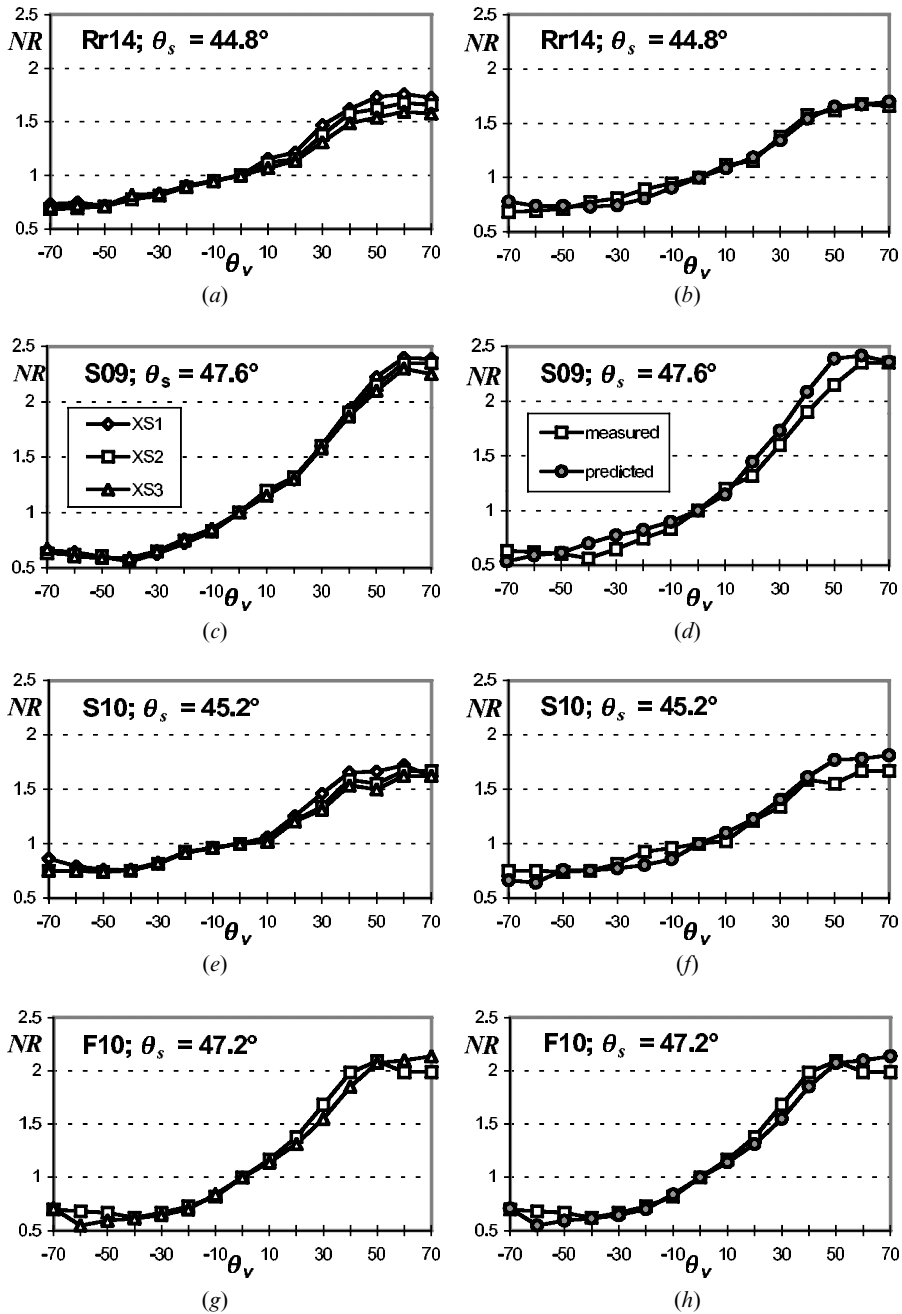 2.5 NR Rr14; θs = 44.8°
2
1.5
1
0.5
-70 -50 -30 -10 10 30 50 70
θv
(a)
2.5 NR Rr14; θs = 44.8°
2
1.5
1
0.5
-70 -50 -30 -10 10 30 50 70
θv
(b)
2.5 NR S09; θs = 47.6°
2
XS1
XS2
XS3
1.5
1
0.5
-70 -50 -30 -10 10 30 50 70
θv
(c)
2.5 NR S09; θs = 47.6°
2
measured
predicted
1.5
1
0.5
-70 -50 -30 -10 10 30 50 70
θv
(d)
2.5 NR S10; θs = 45.2°
2
1.5
1
0.5
-70 -50 -30 -10 10 30 50 70
θv
(e)
2.5 NR S10; θs = 45.2°
2
1.5
1
0.5
-70 -50 -30 -10 10 30 50 70
θv
(f)
2.5 NR F10; θs = 47.2°
2
1.5
1
0.5
-70 -50 -30 -10 10 30 50 70
θv
(g)
2.5 NR F10; θs = 47.2°
2
1.5
1
0.5
-70 -50 -30 -10 10 30 50 70
θv
(h)